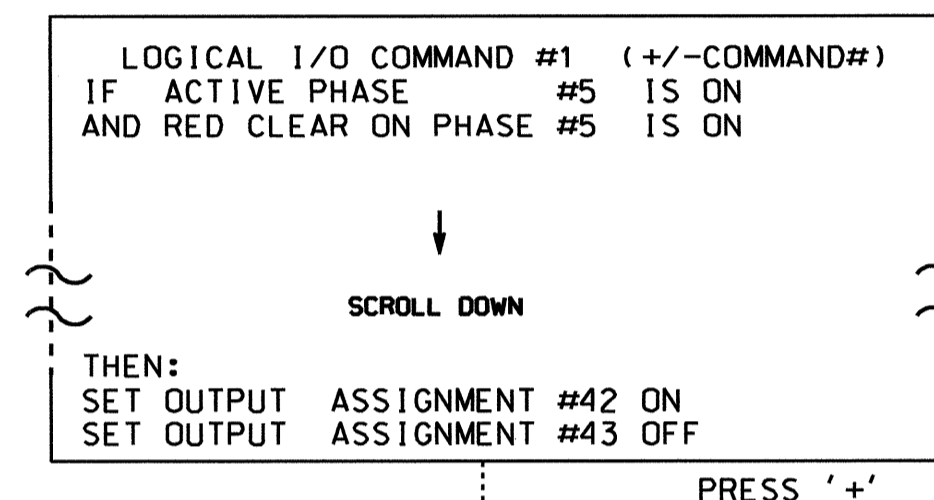 LOGICAL I/O COMMAND #1 (+/-COMMAND#)
IF ACTIVE PHASE #5 IS ON
AND RED CLEAR ON PHASE #5 IS ON
SCROLL DOWN
THEN:
SET OUTPUT ASSIGNMENT #42 ON
SET OUTPUT ASSIGNMENT #43 OFF
PRESS '+'